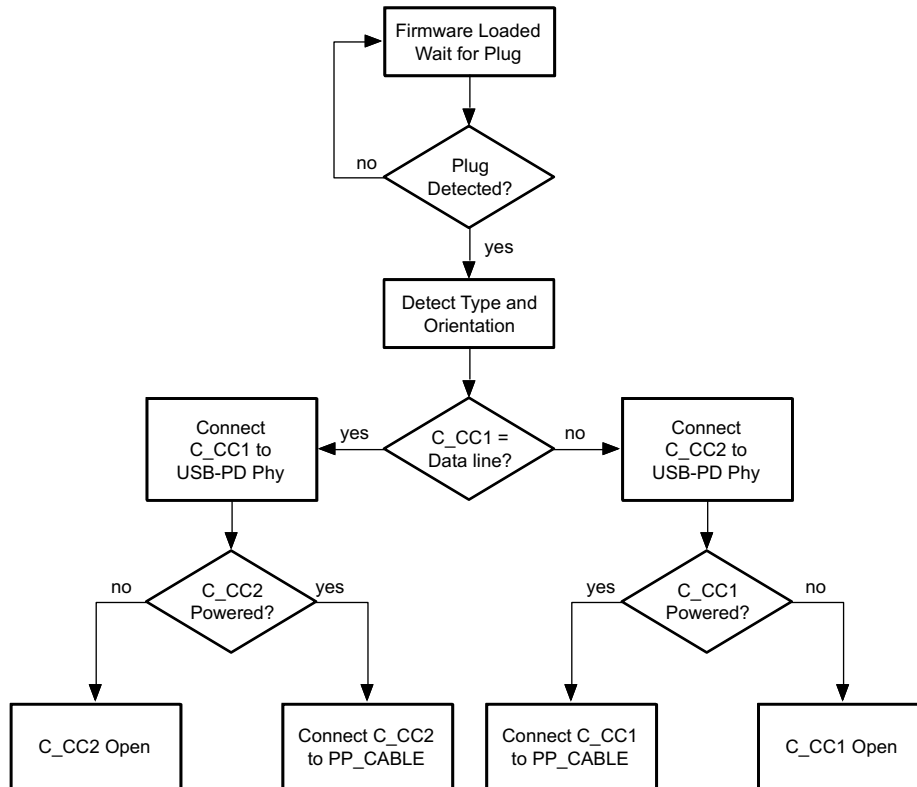 Firmware Loaded
Wait for Plug
no
Plug
Detected?
yes
Detect Type and
Orientation
Connect
C_CC1 to
USB-PD Phy
yes
C_CC1 =
Data line?
no
Connect
C_CC2 to
USB-PD Phy
no
C_CC2
Powered?
yes
yes
C_CC1
Powered?
no
C_CC2 Open
Connect C_CC2
to PP_CABLE
Connect C_CC1
to PP_CABLE
C_CC1 Open